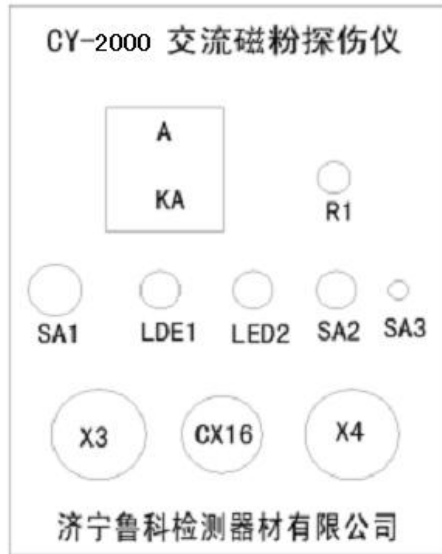 CY-2000 交流磁粉探伤仪
A
KA
R1
SA1 LDE1 LED2 SA2 SA3
X3 CX16 X4
济宁鲁科检测器材有限公司